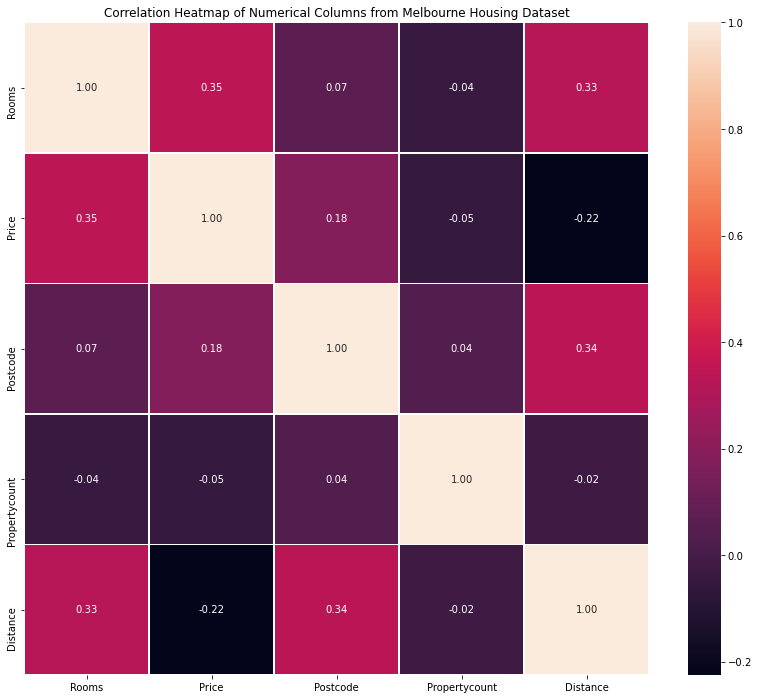 Correlation Heatmap of Numerical Columns from Melbourne Housing Dataset
Rooms 1.00 0.35 0.07 -0.04 0.33
Price 0.35 1.00 0.18 -0.05 -0.22
Postcode 0.07 0.18 1.00 0.04 0.34
Propertycount -0.04 -0.05 0.04 1.00 -0.02
Distance 0.33 -0.22 0.34 -0.02 1.00
Rooms Price Postcode Propertycount Distance
1.0
0.8
0.6
0.4
0.2
0.0
−0.2